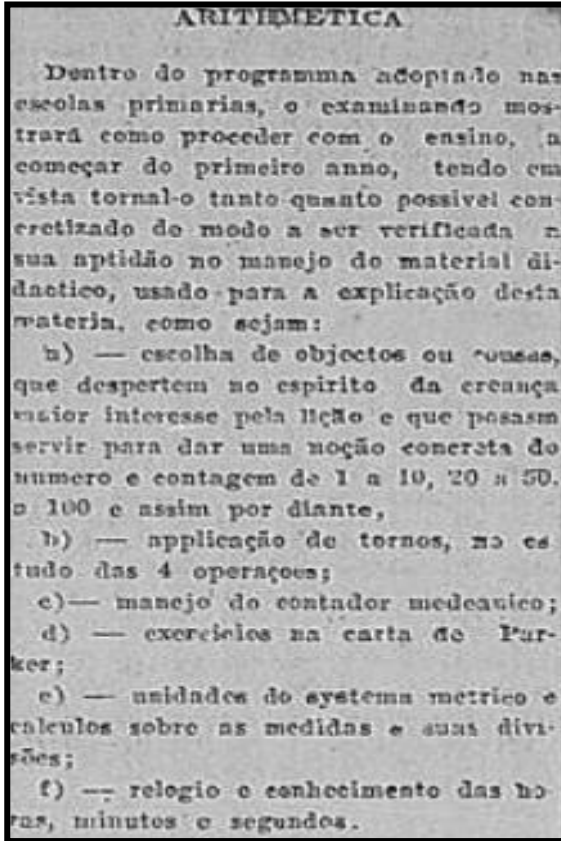 ARITHMETICA
Dentro do programma adoptado nas
escolas primarias, o examinando mos-
trará como proceder com o ensino, a
começar do primeiro anno, tendo em
vista tornal-o tanto quanto possivel con-
cretizado de modo a ser verificada a
sua aptidão no manejo do material di-
dactico, usado para a explicação desta
materia, como sejam:
a) — escolha de objectos ou cousas,
que despertem no espirito da creança
maior interesse pela lição e que posasm
servir para dar uma noção concreta do
numero e contagem de 1 a 10, 20 a 50.
a 100 e assim por diante,
b) — applicação de tornos, no es
tudo das 4 operaçoes;
c)— manejo do contador medcanico;
d) — exercicios na carta de Par-
ker;
e) — unidades do systema metrico e
calculos sobre as medidas e suas divi-
sões;
f) — relogio e conhecimento das ho
ras, minutos e segundos.